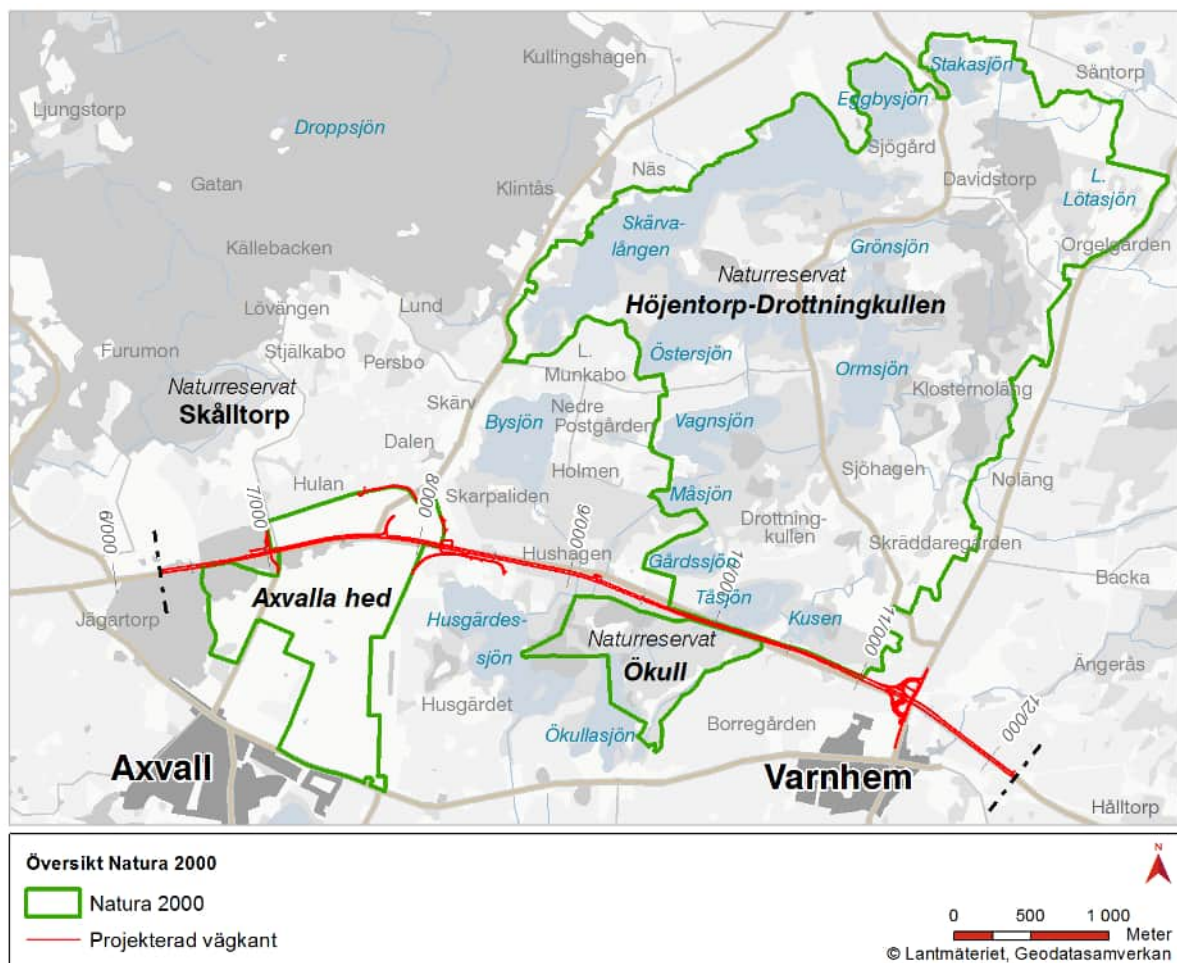 Kullingshagen
Stakasjön
Säntorp
Ljungstorp
Droppsjön
Eggbysjön
Sjögård
Gatan
Klintås
Näs
Davidstorp
L.
Lötasjön
Skärva-
lången
Källebacken
Grönsjön
Orgelgården
Naturreservat
Höjentorp-Drottningkullen
Lövängen
Lund
Furumon
Stjälkabo
Persbo
L.
Munkabo
Östersjön
Ormsjön
Naturreservat
Skålltorp
Skärv
Klosternoläng
Bysjön
Nedre
Postgården
Vagnsjön
Dalen
Holmen
Sjöhagen
Noläng
Hulan
Skarpaliden
Måsjön
6/000
7/000
8/000
9/000
Drottning-
kullen
Skräddaregården
Hushagen
Gårdssjön
10/000
Backa
Jägartorp
Axvalla hed
Tåsjön
Kusen
11/000
Husgärdes-
sjön
Naturreservat
Ökull
Ängerås
Husgärdet
Borregården
12/000
Ökullasjön
Axvall
Varnhem
Hålltorp
Översikt Natura 2000
Natura 2000
Projekterad vägkant
N
0 500 1 000
Meter
© Lantmäteriet, Geodatasamverkan